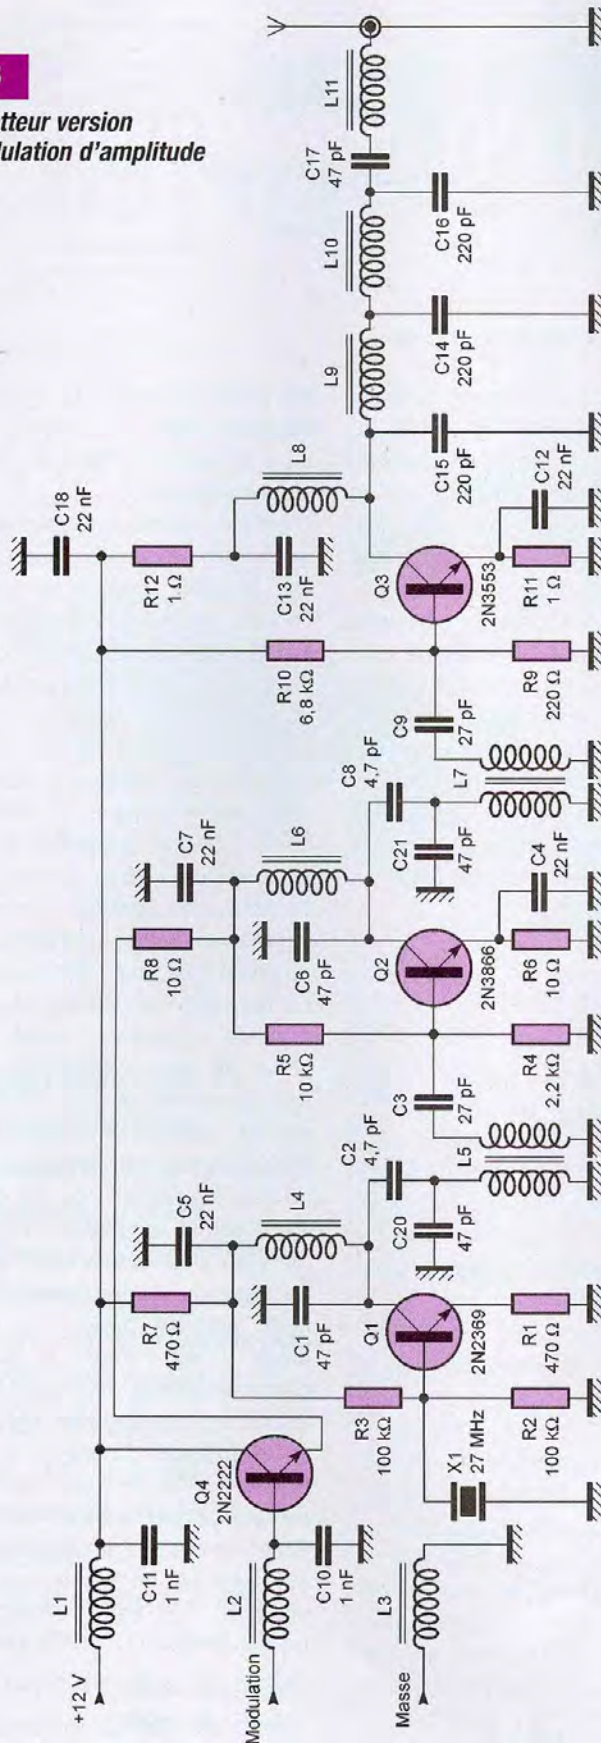 tteur version
ulation d'amplitude
+12 V
L1
C11
1 nF
Modulation
L2
C10
1 nF
Masse
L3
Q4
2N2222
X1
27 MHz
R3
100 kΩ
R2
100 kΩ
R7
470 Ω
C5
22 nF
C1
47 pF
L4
Q1
2N2369
R1
470 Ω
C2
4,7 pF
C20
47 pF
L5
C3
27 pF
R8
10 Ω
C7
22 nF
R5
10 kΩ
R4
2,2 kΩ
C6
47 pF
L6
Q2
2N3866
R6
10 Ω
C4
22 nF
C8
4,7 pF
C21
47 pF
L7
C9
27 pF
R10
6,8 kΩ
R9
220 Ω
C18
22 nF
R12
1 Ω
C13
22 nF
L8
Q3
2N3553
R11
1 Ω
C12
22 nF
C15
220 pF
L9
C14
220 pF
L10
C16
220 pF
C17
47 pF
L11